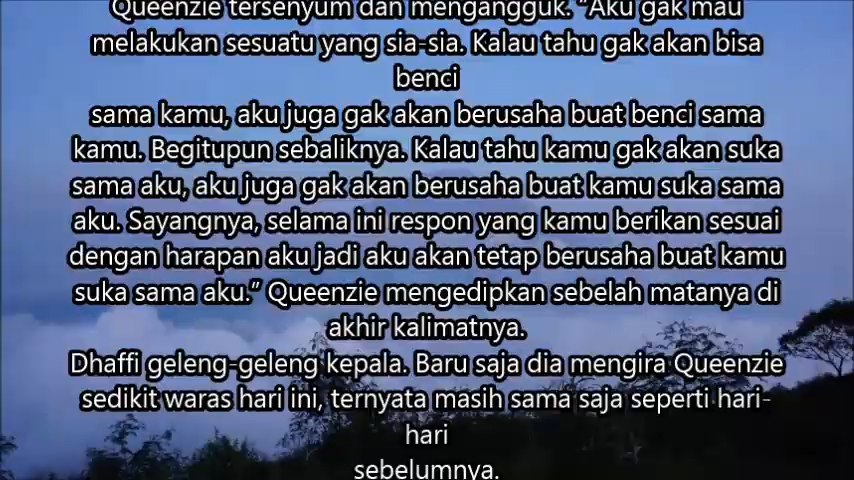 Queenzie tersenyum dan mengangguk. “Aku gak mau
melakukan sesuatu yang sia-sia. Kalau tahu gak akan bisa
benci
sama kamu, aku juga gak akan berusaha buat benci sama
kamu. Begitupun sebaliknya. Kalau tahu kamu gak akan suka
sama aku, aku juga gak akan berusaha buat kamu suka sama
aku. Sayangnya, selama ini respon yang kamu berikan sesuai
dengan harapan aku jadi aku akan tetap berusaha buat kamu
suka sama aku.” Queenzie mengedipkan sebelah matanya di
akhir kalimatnya.
Dhaffi geleng-geleng kepala. Baru saja dia mengira Queenzie
sedikit waras hari ini, ternyata masih sama saja seperti hari-
hari
sebelumnya.